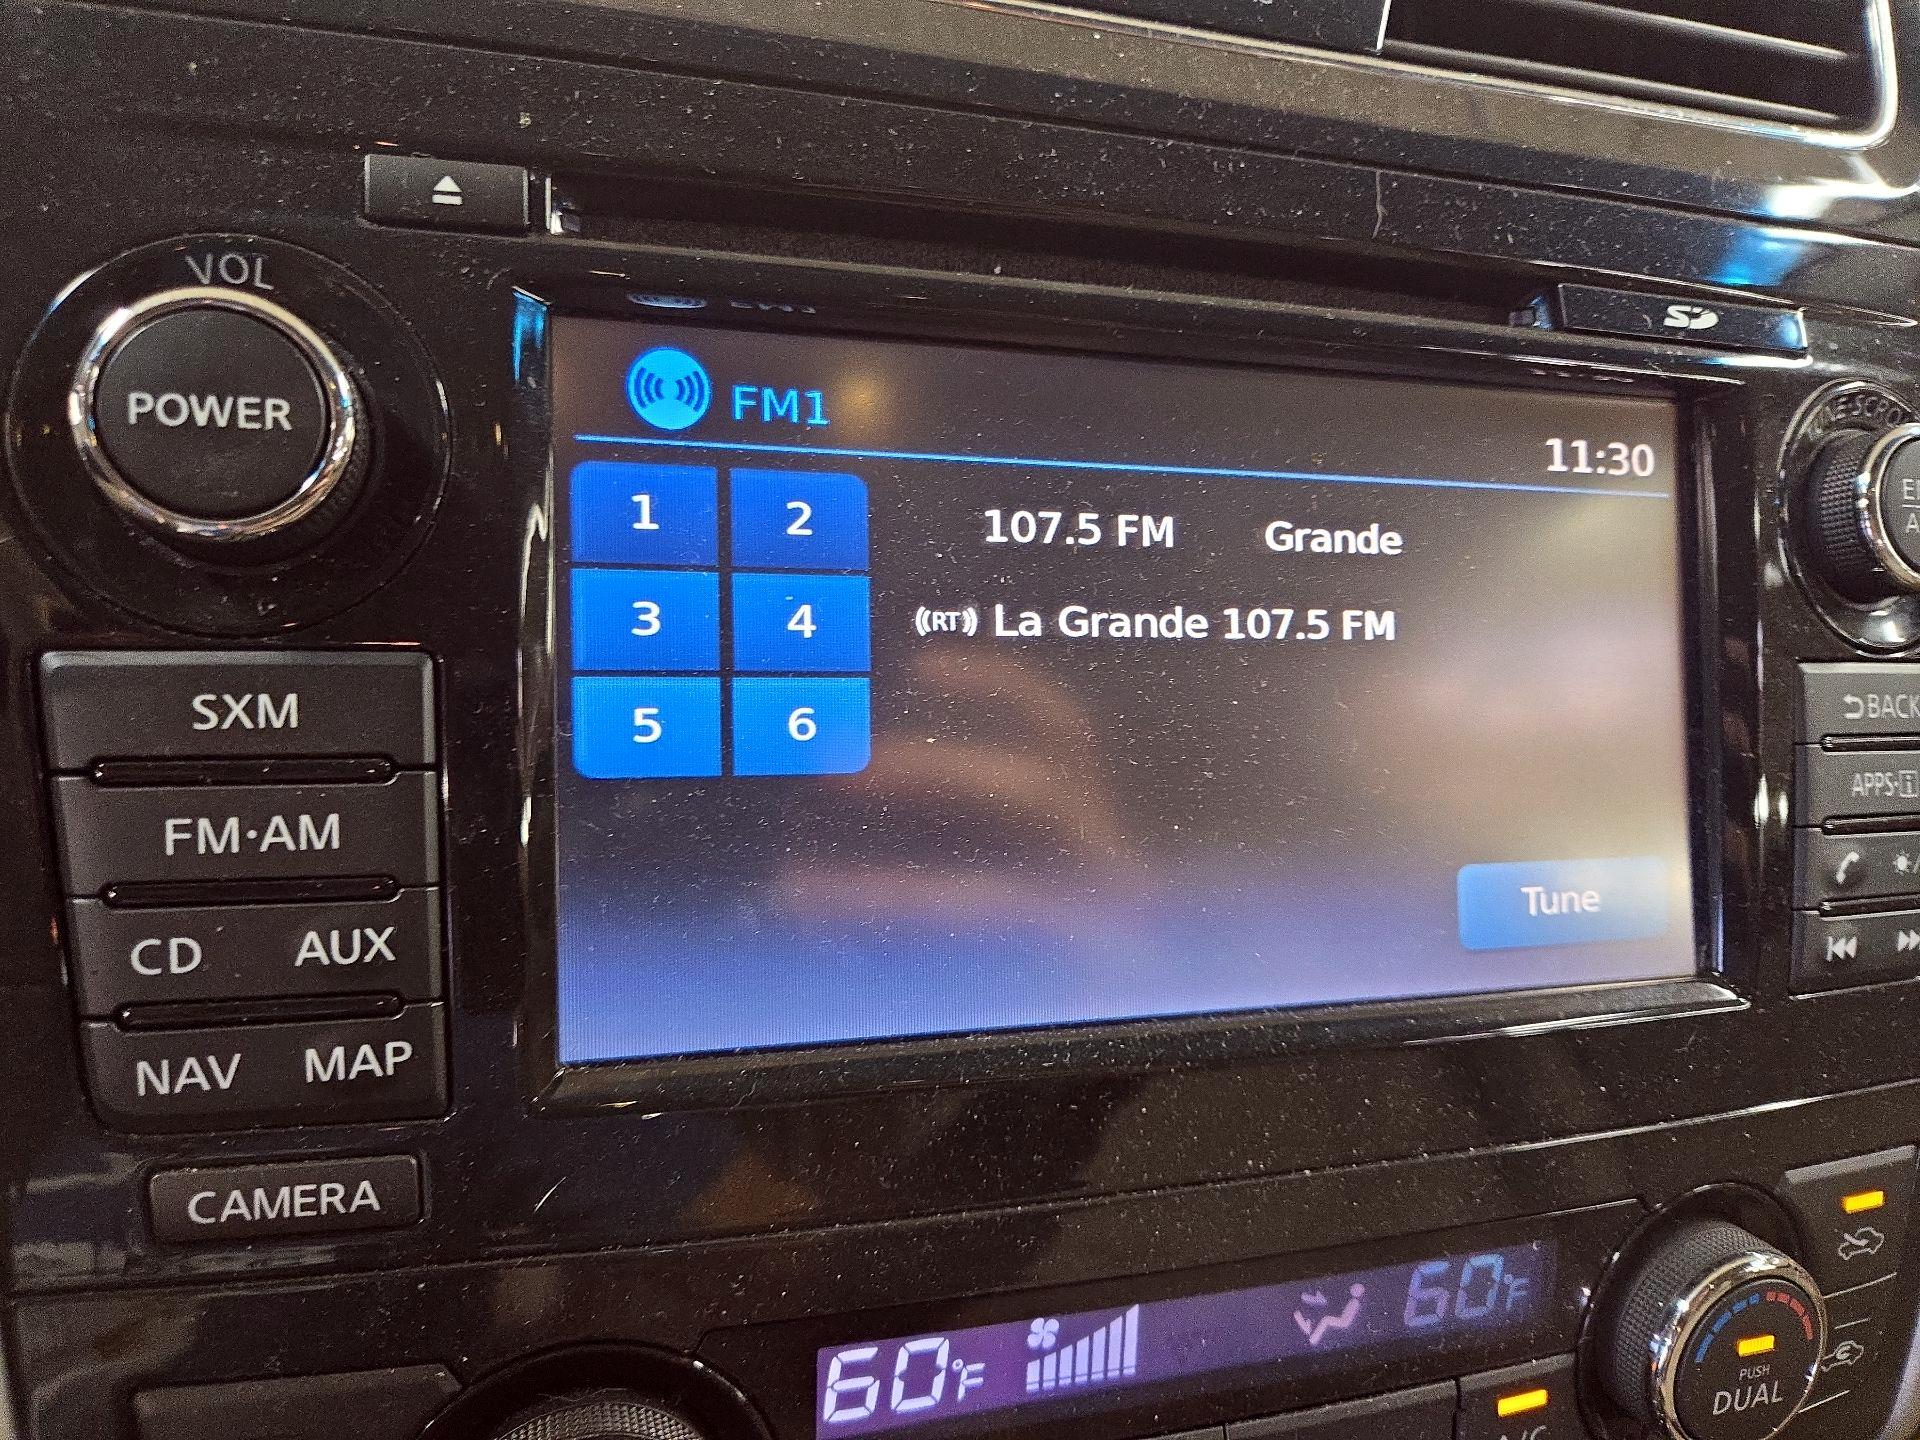 VOL
POWER
SD
FM1
11:30
1 2
3 4
5 6
107.5 FM Grande
(RT) La Grande 107.5 FM
Tune
SXM
FM·AM
CD AUX
NAV MAP
CAMERA
BACK
APPS·i
60°F
60°F
PUSH
DUAL
A/C